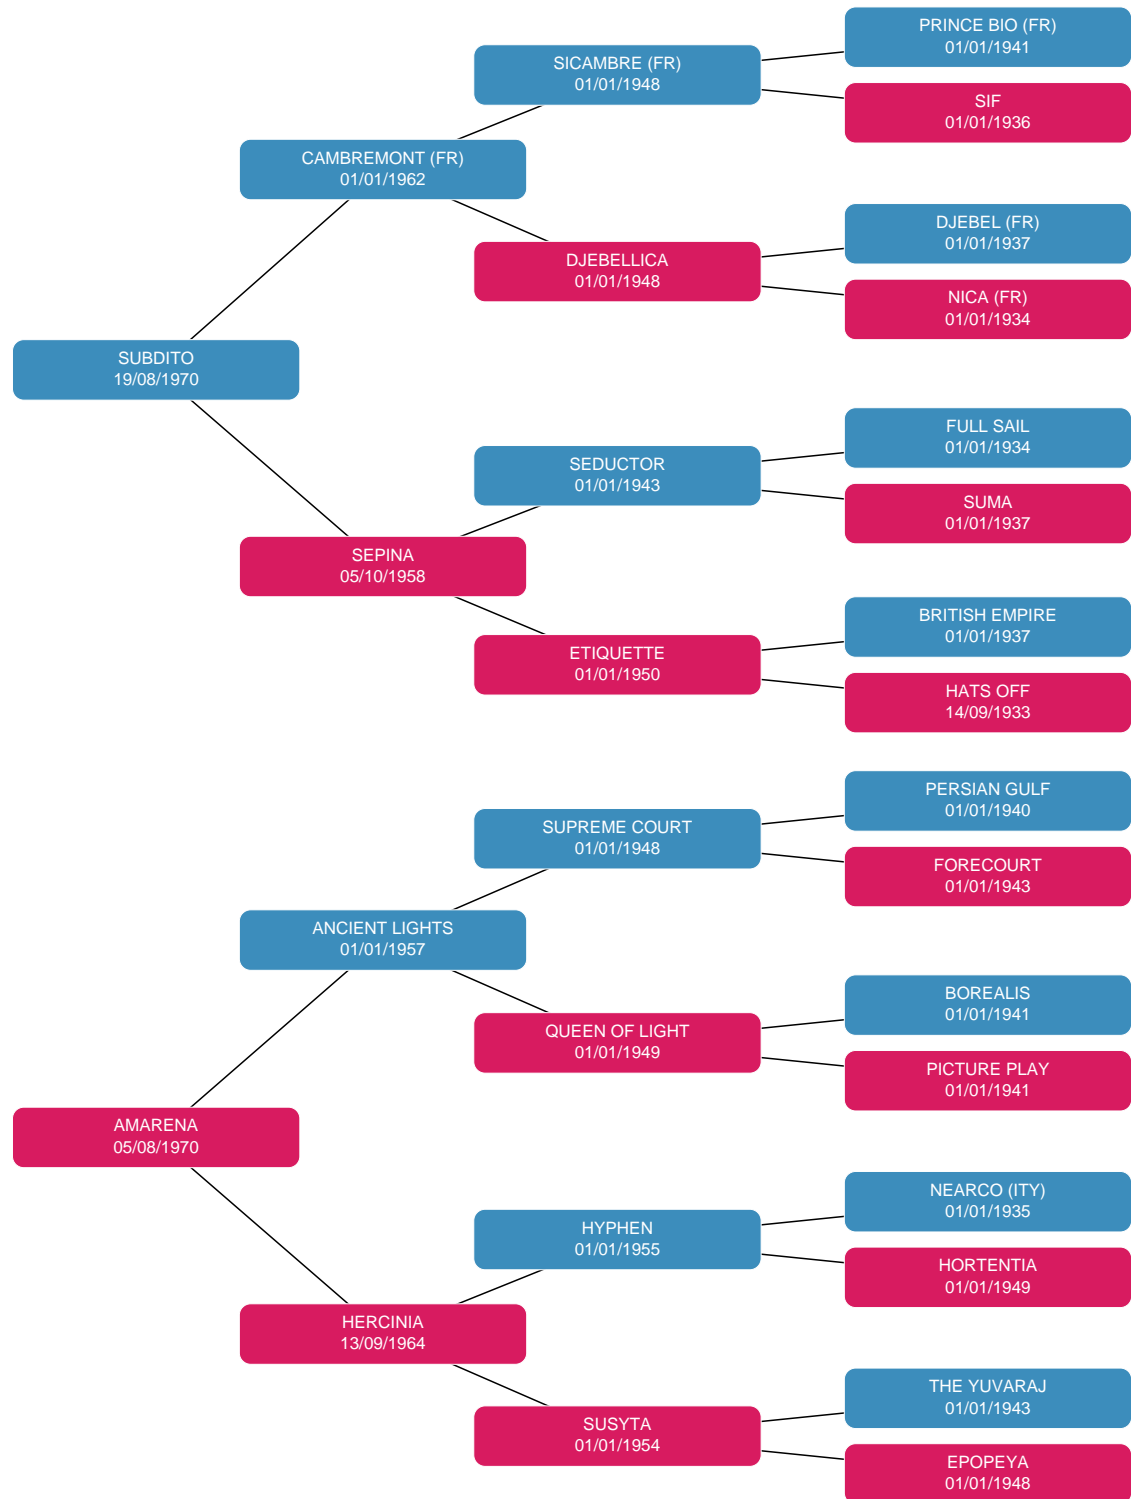 PRINCE BIO (FR)
01/01/1941
SICAMBRE (FR)
01/01/1948
SIF
01/01/1936
CAMBREMONT (FR)
01/01/1962
DJEBEL (FR)
01/01/1937
DJEBELLICA
01/01/1948
NICA (FR)
01/01/1934
SUBDITO
19/08/1970
FULL SAIL
01/01/1934
SEDUCTOR
01/01/1943
SUMA
01/01/1937
SEPINA
05/10/1958
BRITISH EMPIRE
01/01/1937
ETIQUETTE
01/01/1950
HATS OFF
14/09/1933
PERSIAN GULF
01/01/1940
SUPREME COURT
01/01/1948
FORECOURT
01/01/1943
ANCIENT LIGHTS
01/01/1957
BOREALIS
01/01/1941
QUEEN OF LIGHT
01/01/1949
PICTURE PLAY
01/01/1941
AMARENA
05/08/1970
NEARCO (ITY)
01/01/1935
HYPHEN
01/01/1955
HORTENTIA
01/01/1949
HERCINIA
13/09/1964
THE YUVARAJ
01/01/1943
SUSYTA
01/01/1954
EPOPEYA
01/01/1948